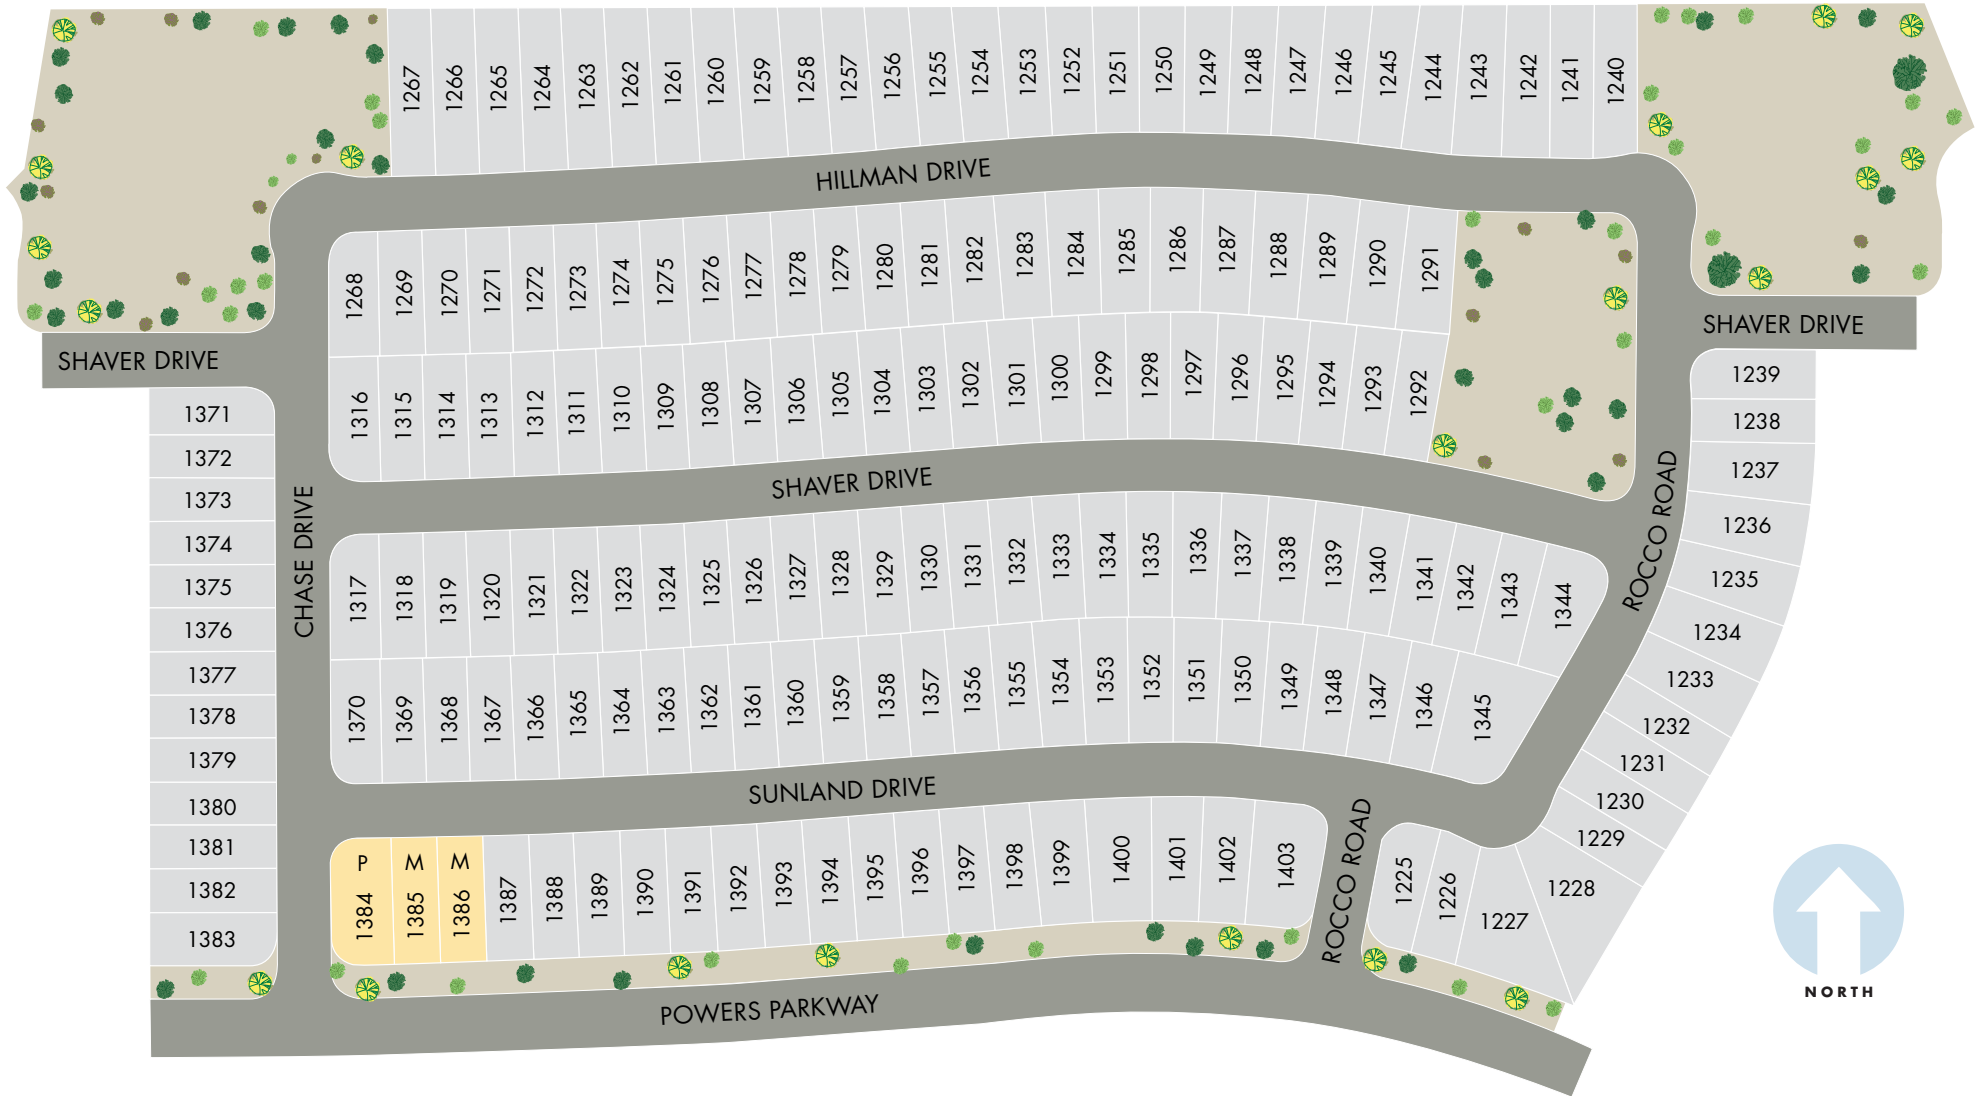 1267 1266 1265 1264 1263 1262 1261 1260 1259 1258 1257 1256 1255 1254 1253 1252 1251 1250 1249 1248 1247 1246 1245 1244 1243 1242 1241 1240
HILLMAN DRIVE
1268 1269 1270 1271 1272 1273 1274 1275 1276 1277 1278 1279 1280 1281 1282 1283 1284 1285 1286 1287 1288 1289 1290 1291
SHAVER DRIVE
SHAVER DRIVE
1316 1315 1314 1313 1312 1311 1310 1309 1308 1307 1306 1305 1304 1303 1302 1301 1300 1299 1298 1297 1296 1295 1294 1293 1292
SHAVER DRIVE
1371
1372
1373
1374
1375
1376
1377
1378
1379
1380
1381
1382
1383
CHASE DRIVE
1317 1318 1319 1320 1321 1322 1323 1324 1325 1326 1327 1328 1329 1330 1331 1332 1333 1334 1335 1336 1337 1338 1339 1340 1341 1342 1343 1344
1370 1369 1368 1367 1366 1365 1364 1363 1362 1361 1360 1359 1358 1357 1356 1355 1354 1353 1352 1351 1350 1349 1348 1347 1346 1345
ROCCO ROAD
1239
1238
1237
1236
1235
1234
1233
1232
1231
1230
1229
1228
1227
1226
1225
SUNLAND DRIVE
P M M
1384 1385 1386 1387 1388 1389 1390 1391 1392 1393 1394 1395 1396 1397 1398 1399 1400 1401 1402 1403
ROCCO ROAD
POWERS PARKWAY
NORTH